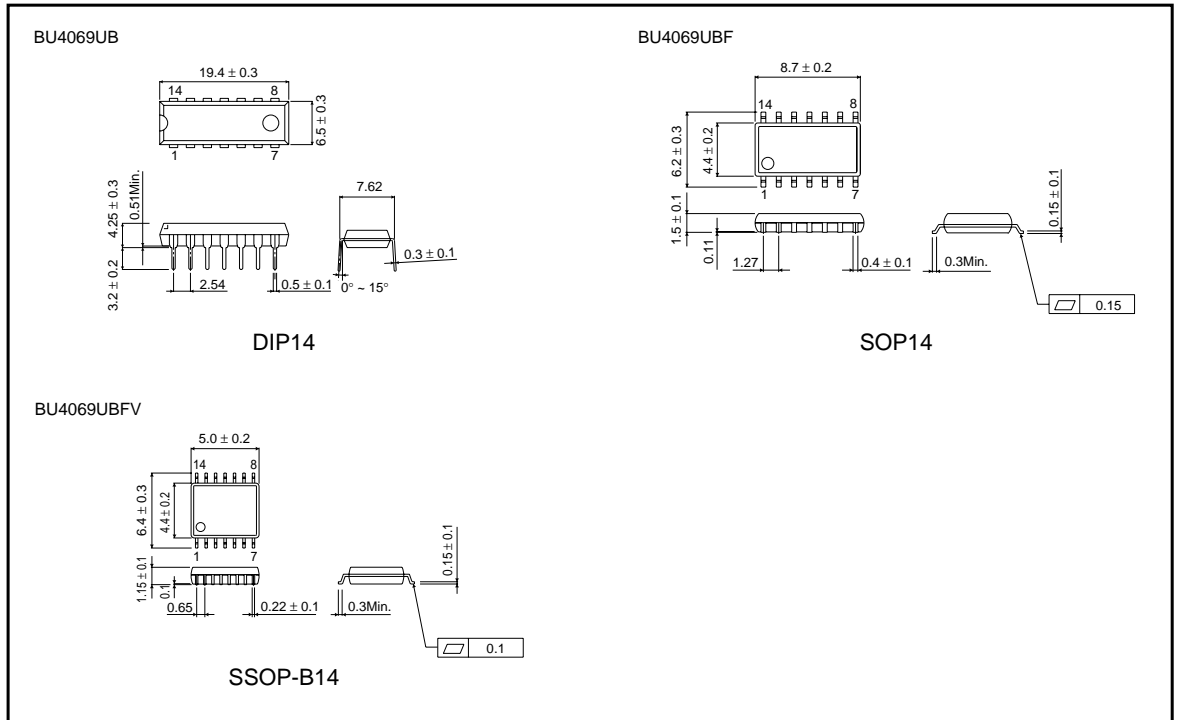 BU4069UB
19.4 ± 0.3
14
8
6.5 ± 0.3
1
7
4.25 ± 0.3
0.51Min.
3.2 ± 0.2
2.54
0.5 ± 0.1
7.62
0.3 ± 0.1
0° ~ 15°
DIP14
BU4069UBF
8.7 ± 0.2
14
8
6.2 ± 0.3
4.4 ± 0.2
1
7
1.5 ± 0.1
0.11
1.27
0.4 ± 0.1
0.15 ± 0.1
0.3Min.
0.15
SOP14
BU4069UBFV
5.0 ± 0.2
14
8
6.4 ± 0.3
4.4 ± 0.2
1
7
1.15 ± 0.1
0.1
0.65
0.22 ± 0.1
0.15 ± 0.1
0.3Min.
0.1
SSOP-B14